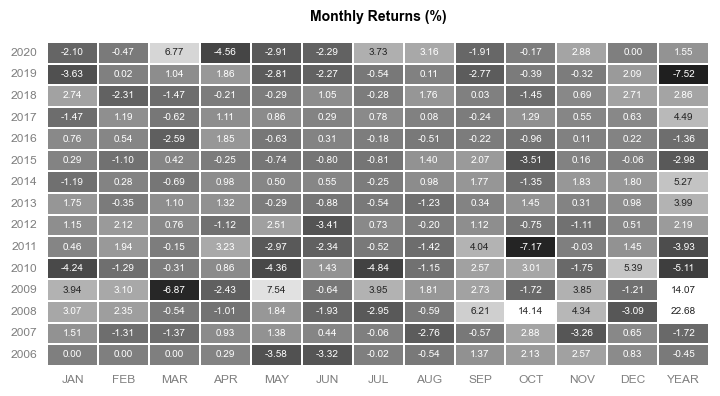 Monthly Returns (%)
2020 -2.10 -0.47 6.77 -4.56 -2.91 -2.29 3.73 3.16 -1.91 -0.17 2.88 0.00 1.55
2019 -3.63 0.02 1.04 1.86 -2.81 -2.27 -0.54 0.11 -2.77 -0.39 -0.32 2.09 -7.52
2018 2.74 -2.31 -1.47 -0.21 -0.29 1.05 -0.28 1.76 0.03 -1.45 0.69 2.71 2.86
2017 -1.47 1.19 -0.62 1.11 0.86 0.29 0.78 0.08 -0.24 1.29 0.55 0.63 4.49
2016 0.76 0.54 -2.59 1.85 -0.63 0.31 -0.18 -0.51 -0.22 -0.96 0.11 0.22 -1.36
2015 0.29 -1.10 0.42 -0.25 -0.74 -0.80 -0.81 1.40 2.07 -3.51 0.16 -0.06 -2.98
2014 -1.19 0.28 -0.69 0.98 0.50 0.55 -0.25 0.98 1.77 -1.35 1.83 1.80 5.27
2013 1.75 -0.35 1.10 1.32 -0.29 -0.88 -0.54 -1.23 0.34 1.45 0.31 0.98 3.99
2012 1.15 2.12 0.76 -1.12 2.51 -3.41 0.73 -0.20 1.12 -0.75 -1.11 0.51 2.19
2011 0.46 1.94 -0.15 3.23 -2.97 -2.34 -0.52 -1.42 4.04 -7.17 -0.03 1.45 -3.93
2010 -4.24 -1.29 -0.31 0.86 -4.36 1.43 -4.84 -1.15 2.57 3.01 -1.75 5.39 -5.11
2009 3.94 3.10 -6.87 -2.43 7.54 -0.64 3.95 1.81 2.73 -1.72 3.85 -1.21 14.07
2008 3.07 2.35 -0.54 -1.01 1.84 -1.93 -2.95 -0.59 6.21 14.14 4.34 -3.09 22.68
2007 1.51 -1.31 -1.37 0.93 1.38 0.44 -0.06 -2.76 -0.57 2.88 -3.26 0.65 -1.72
2006 0.00 0.00 0.00 0.29 -3.58 -3.32 -0.02 -0.54 1.37 2.13 2.57 0.83 -0.45
JAN FEB MAR APR MAY JUN JUL AUG SEP OCT NOV DEC YEAR